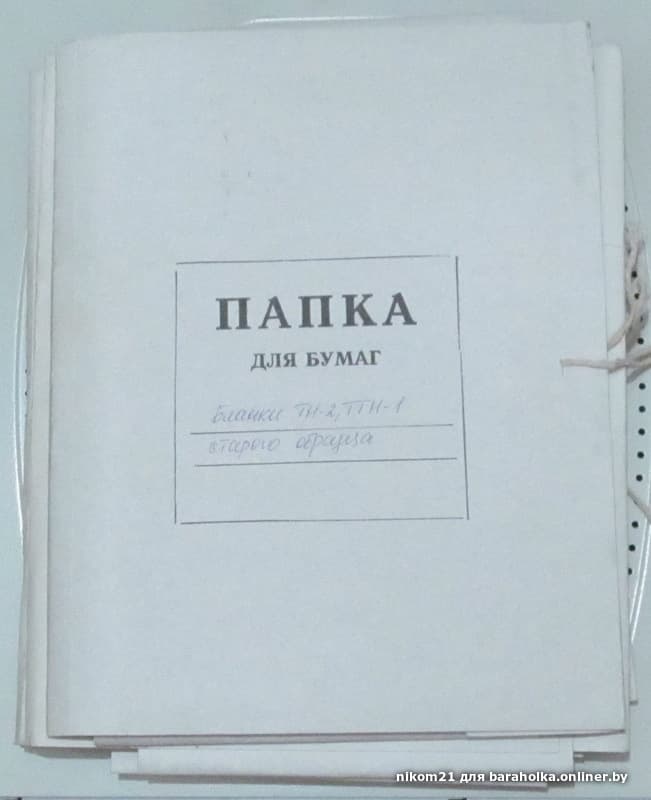 ПАПКА
ДЛЯ БУМАГ
бланки ТН-2, ТТН-1
старого образца
nikom21 для baraholka.onliner.by